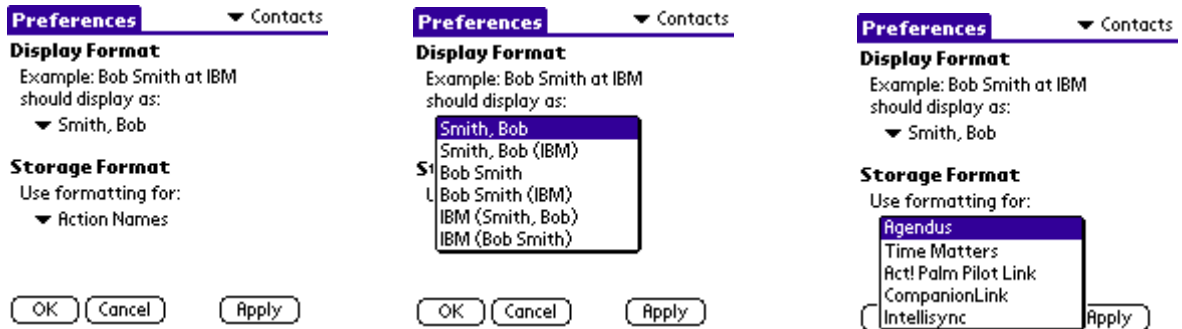 Preferences
Contacts
Display Format
Example: Bob Smith at IBM
should display as:
Smith, Bob
Storage Format
Use formatting for:
Action Names
OK
Cancel
Apply
Preferences
Contacts
Display Format
Example: Bob Smith at IBM
should display as:
Smith, Bob
Smith, Bob (IBM)
Bob Smith
Bob Smith (IBM)
IBM (Smith, Bob)
IBM (Bob Smith)
OK
Cancel
Apply
Preferences
Contacts
Display Format
Example: Bob Smith at IBM
should display as:
Smith, Bob
Storage Format
Use formatting for:
Agendus
Time Matters
Act! Palm Pilot Link
CompanionLink
Intellisync
Apply